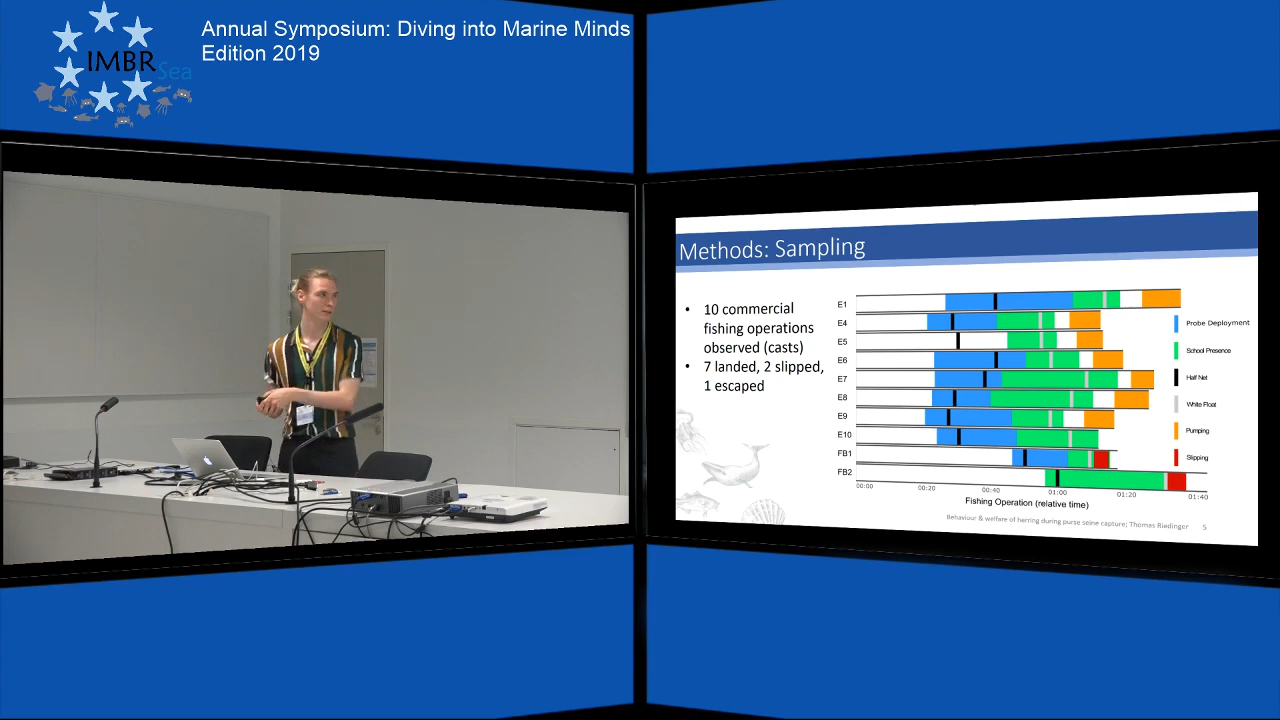 Annual Symposium: Diving into Marine Minds
Edition 2019
IMBRSea
Methods: Sampling
• 10 commercial
fishing operations
observed (casts)
• 7 landed, 2 slipped,
1 escaped
E1
E4
E5
E6
E7
E8
E9
E10
FB1
FB2
00:00 00:20 00:40 01:00 01:20 01:40
Fishing Operation (relative time)
Probe Deployment
School Presence
Half Net
White Float
Pumping
Slipping
Behaviour & welfare of herring during purse seine capture; Thomas Riedinger 5